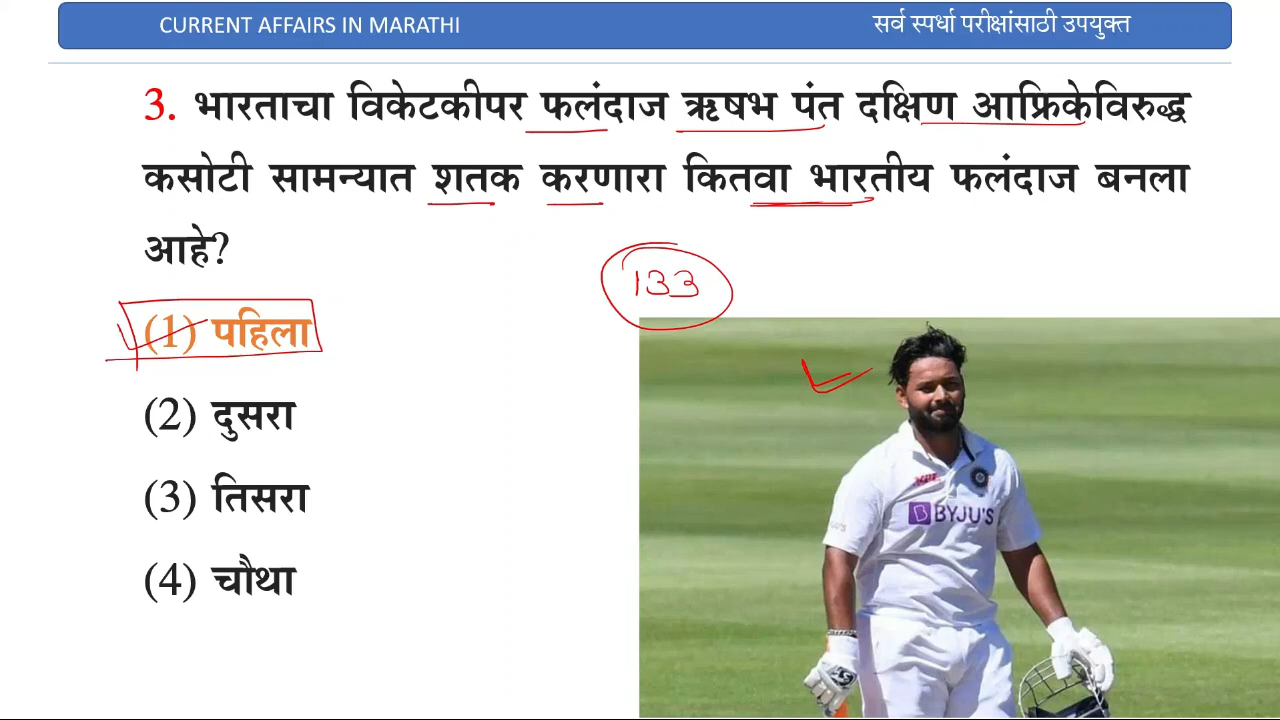 CURRENT AFFAIRS IN MARATHI
सर्व स्पर्धा परीक्षांसाठी उपयुक्त
3. भारताचा विकेटकीपर फलंदाज ऋषभ पंत दक्षिण आफ्रिकेविरुद्ध
कसोटी सामन्यात शतक करणारा कितवा भारतीय फलंदाज बनला
आहे?
133
(1) पहिला
(2) दुसरा
(3) तिसरा
(4) चौथा
MPL
BYJU'S